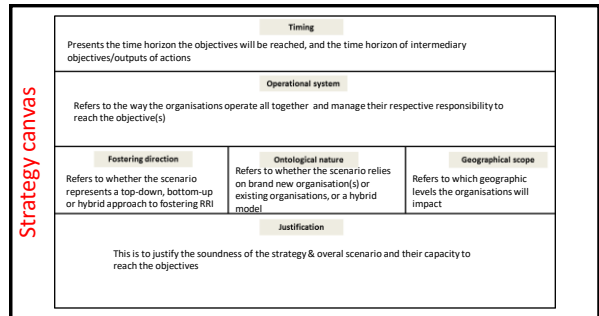 Strategy canvas
Timing
Presents the time horizon the objectives will be reached, and the time horizon of intermediary
objectives/outputs of actions
Operational system
Refers to the way the organisations operate all together and manage their respective responsibility to
reach the objective(s)
Fostering direction
Refers to whether the scenario
represents a top-down, bottom-up
or hybrid approach to fostering RRI
Ontological nature
Refers to whether the scenario relies
on brand new organisation(s) or
existing organisations, or a hybrid
model
Geographical scope
Refers to which geographic
levels the organisations will
impact
Justification
This is to justify the soundness of the strategy & overal scenario and their capacity to
reach the objectives